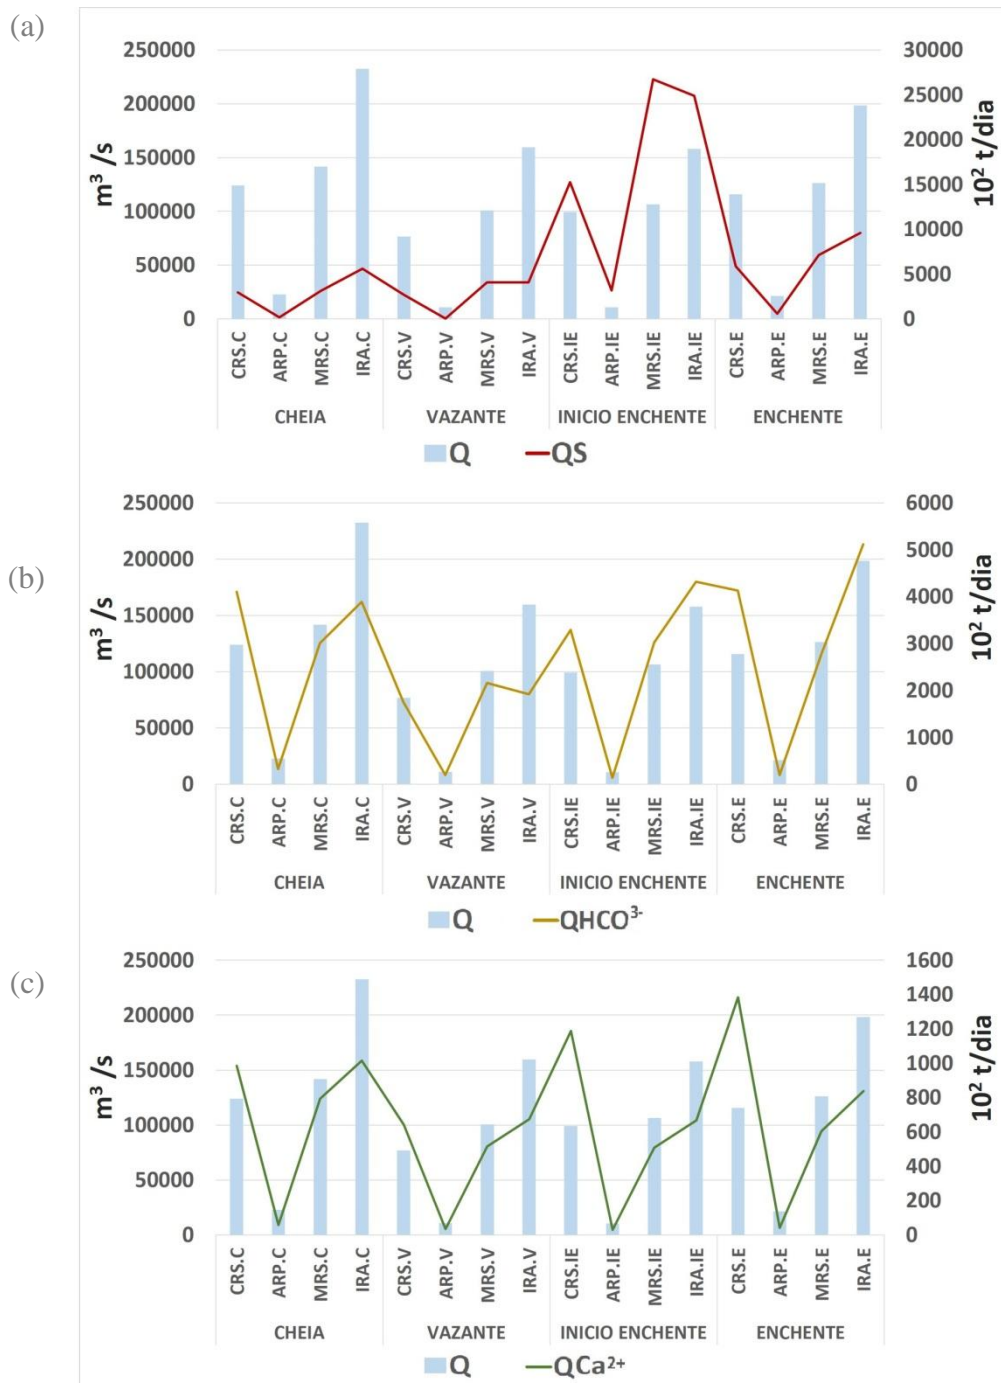 (a)
250000
200000
150000
100000
50000
0
m³ /s
30000
25000
20000
15000
10000
5000
0
10² t/dia
CRS.C
ARP.C
MRS.C
IRA.C
CRS.V
ARP.V
MRS.V
IRA.V
CRS.IE
ARP.IE
MRS.IE
IRA.IE
CRS.E
ARP.E
MRS.E
IRA.E
CHEIA
VAZANTE
INICIO ENCHENTE
ENCHENTE
Q
QS
(b)
250000
200000
150000
100000
50000
0
m³ /s
6000
5000
4000
3000
2000
1000
0
10² t/dia
CRS.C
ARP.C
MRS.C
IRA.C
CRS.V
ARP.V
MRS.V
IRA.V
CRS.IE
ARP.IE
MRS.IE
IRA.IE
CRS.E
ARP.E
MRS.E
IRA.E
CHEIA
VAZANTE
INICIO ENCHENTE
ENCHENTE
Q
QHCO³⁻
(c)
250000
200000
150000
100000
50000
0
m³ /s
1600
1400
1200
1000
800
600
400
200
0
10² t/dia
CRS.C
ARP.C
MRS.C
IRA.C
CRS.V
ARP.V
MRS.V
IRA.V
CRS.IE
ARP.IE
MRS.IE
IRA.IE
CRS.E
ARP.E
MRS.E
IRA.E
CHEIA
VAZANTE
INICIO ENCHENTE
ENCHENTE
Q
QCa²⁺